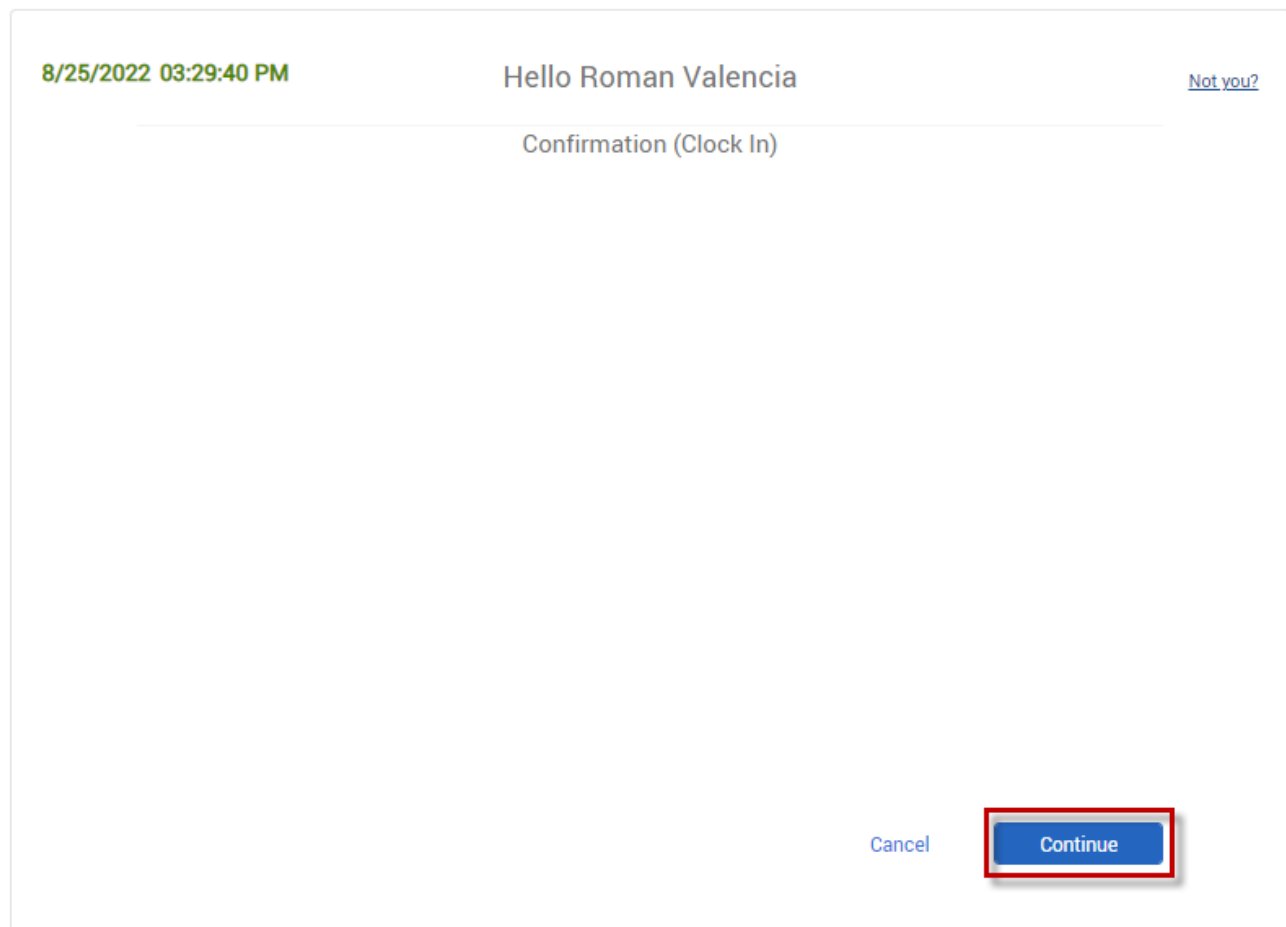 8/25/2022 03:29:40 PM
Hello Roman Valencia
Not you?
Confirmation (Clock In)
Cancel
Continue